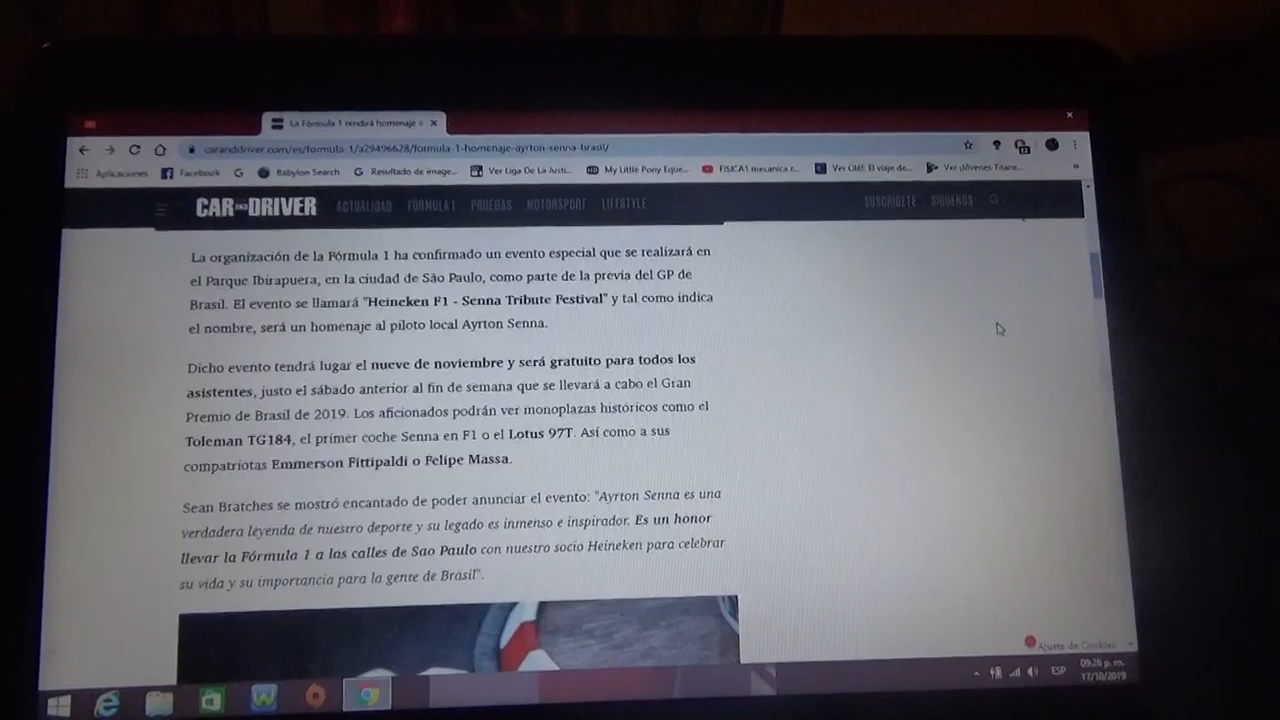 La Fórmula 1 rendirá homenaje
caranddriver.com/es/formula-1/a29496628/formula-1-homenaje-ayrton-senna-brasil/
Aplicaciones Facebook Babylon Search Resultado de image... Ver Liga De La Justi... My Little Pony Eque... FISICA1 mecanica c... Ver Olé!: El viaje de... Ver Jóvenes Titane...
CAR AND DRIVER ACTUALIDAD FÓRMULA 1 PRUEBAS MOTORSPORT LIFESTYLE SUSCRÍBETE SÍGUENOS
La organización de la Fórmula 1 ha confirmado un evento especial que se realizará en
el Parque Ibirapuera, en la ciudad de São Paulo, como parte de la previa del GP de
Brasil. El evento se llamará "Heineken F1 - Senna Tribute Festival" y tal como indica
el nombre, será un homenaje al piloto local Ayrton Senna.
Dicho evento tendrá lugar el nueve de noviembre y será gratuito para todos los
asistentes, justo el sábado anterior al fin de semana que se llevará a cabo el Gran
Premio de Brasil de 2019. Los aficionados podrán ver monoplazas históricos como el
Toleman TG184, el primer coche Senna en F1 o el Lotus 97T. Así como a sus
compatriotas Emmerson Fittipaldi o Felipe Massa.
Sean Bratches se mostró encantado de poder anunciar el evento: "Ayrton Senna es una
verdadera leyenda de nuestro deporte y su legado es inmenso e inspirador. Es un honor
llevar la Fórmula 1 a las calles de Sao Paulo con nuestro socio Heineken para celebrar
su vida y su importancia para la gente de Brasil".
Ajuste de Cookies
ESP 09:26 p. m.
17/10/2019